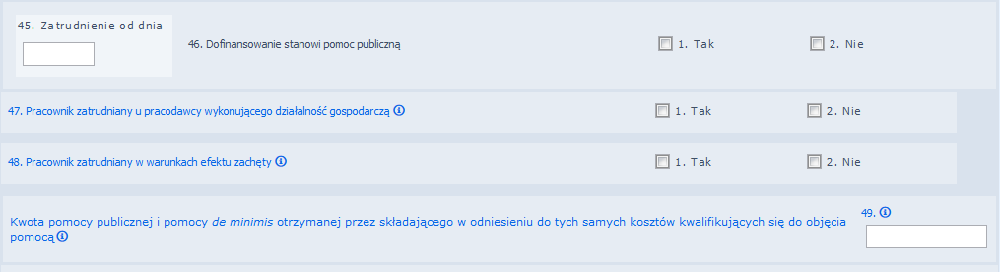 45. Zatrudnienie od dnia
46. Dofinansowanie stanowi pomoc publiczną
1. Tak
2. Nie
47. Pracownik zatrudniany u pracodawcy wykonującego działalność gospodarczą
1. Tak
2. Nie
48. Pracownik zatrudniany w warunkach efektu zachęty
1. Tak
2. Nie
49.
Kwota pomocy publicznej i pomocy de minimis otrzymanej przez składającego w odniesieniu do tych samych kosztów kwalifikujących się do objęcia
pomocą